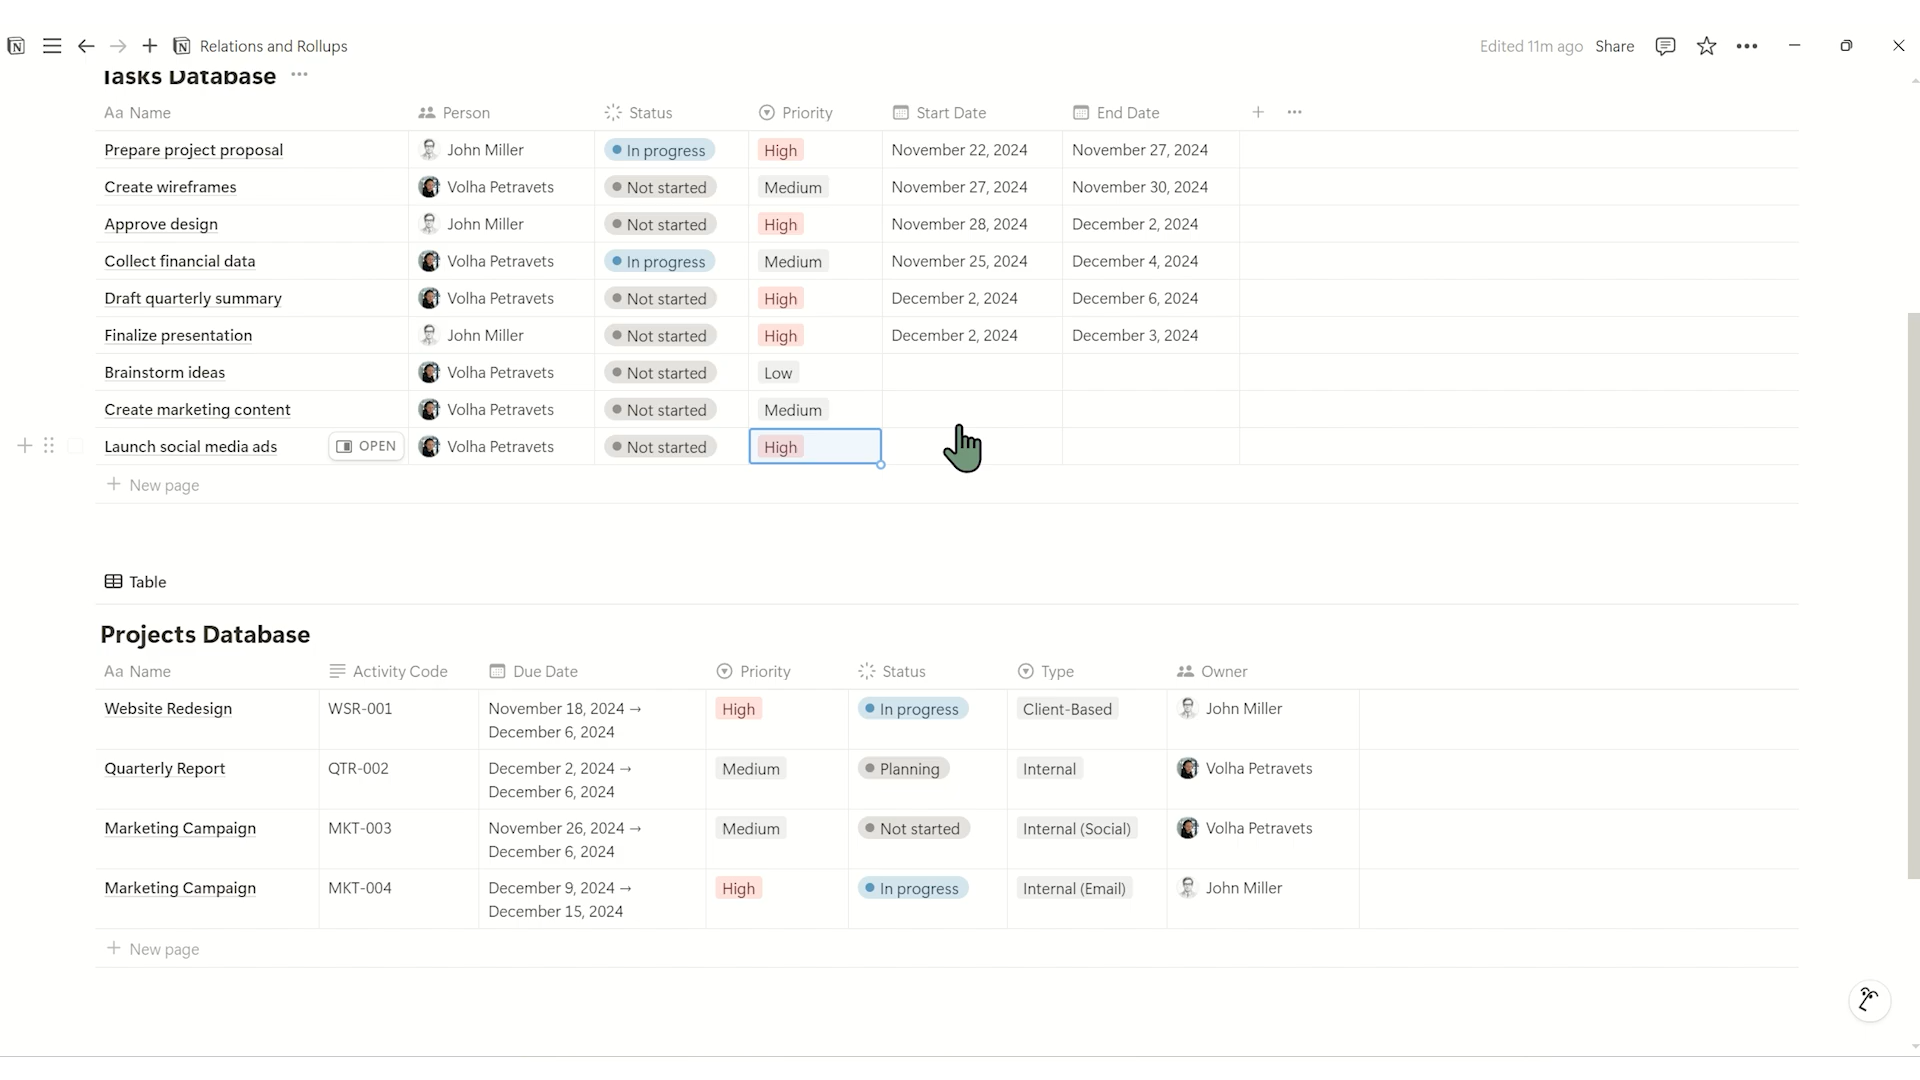 Relations and Rollups Edited 11m ago Share
Tasks Database
Aa Name Person Status Priority Start Date End Date
Prepare project proposal John Miller In progress High November 22, 2024 November 27, 2024
Create wireframes Volha Petravets Not started Medium November 27, 2024 November 30, 2024
Approve design John Miller Not started High November 28, 2024 December 2, 2024
Collect financial data Volha Petravets In progress Medium November 25, 2024 December 4, 2024
Draft quarterly summary Volha Petravets Not started High December 2, 2024 December 6, 2024
Finalize presentation John Miller Not started High December 2, 2024 December 3, 2024
Brainstorm ideas Volha Petravets Not started Low
Create marketing content Volha Petravets Not started Medium
Launch social media ads OPEN Volha Petravets Not started High
+ New page
Table
Projects Database
Aa Name Activity Code Due Date Priority Status Type Owner
Website Redesign WSR-001 November 18, 2024 → High In progress Client-Based John Miller
December 6, 2024
Quarterly Report QTR-002 December 2, 2024 → Medium Planning Internal Volha Petravets
December 6, 2024
Marketing Campaign MKT-003 November 26, 2024 → Medium Not started Internal (Social) Volha Petravets
December 6, 2024
Marketing Campaign MKT-004 December 9, 2024 → High In progress Internal (Email) John Miller
December 15, 2024
+ New page